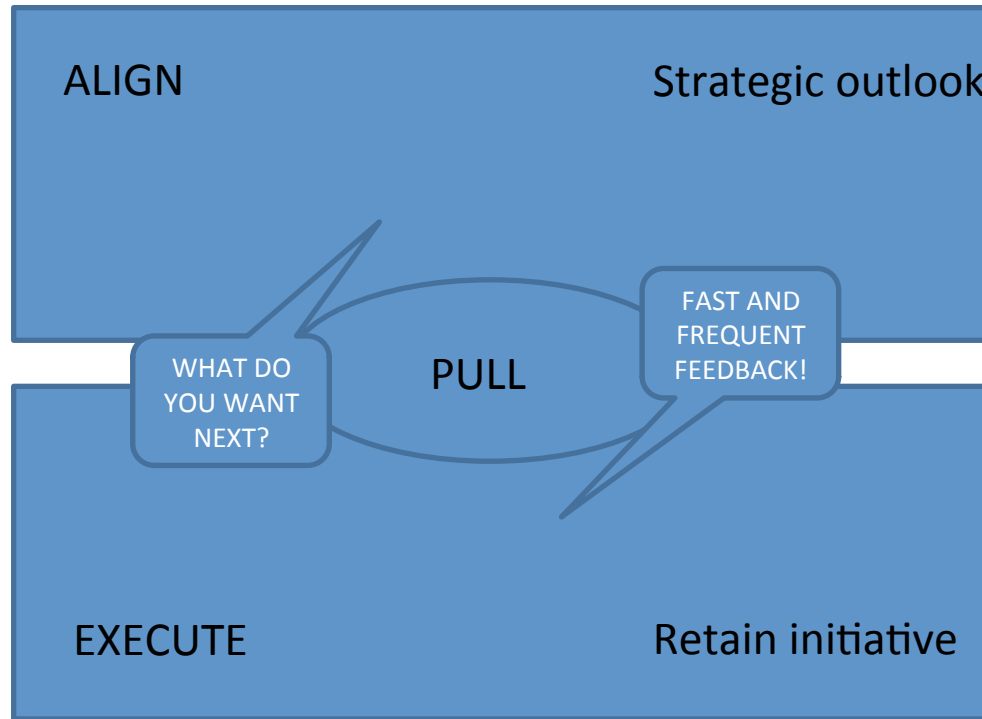 ALIGN
Strategic outlook
FAST AND
FREQUENT
FEEDBACK!
WHAT DO
YOU WANT
NEXT?
PULL
EXECUTE
Retain initiative